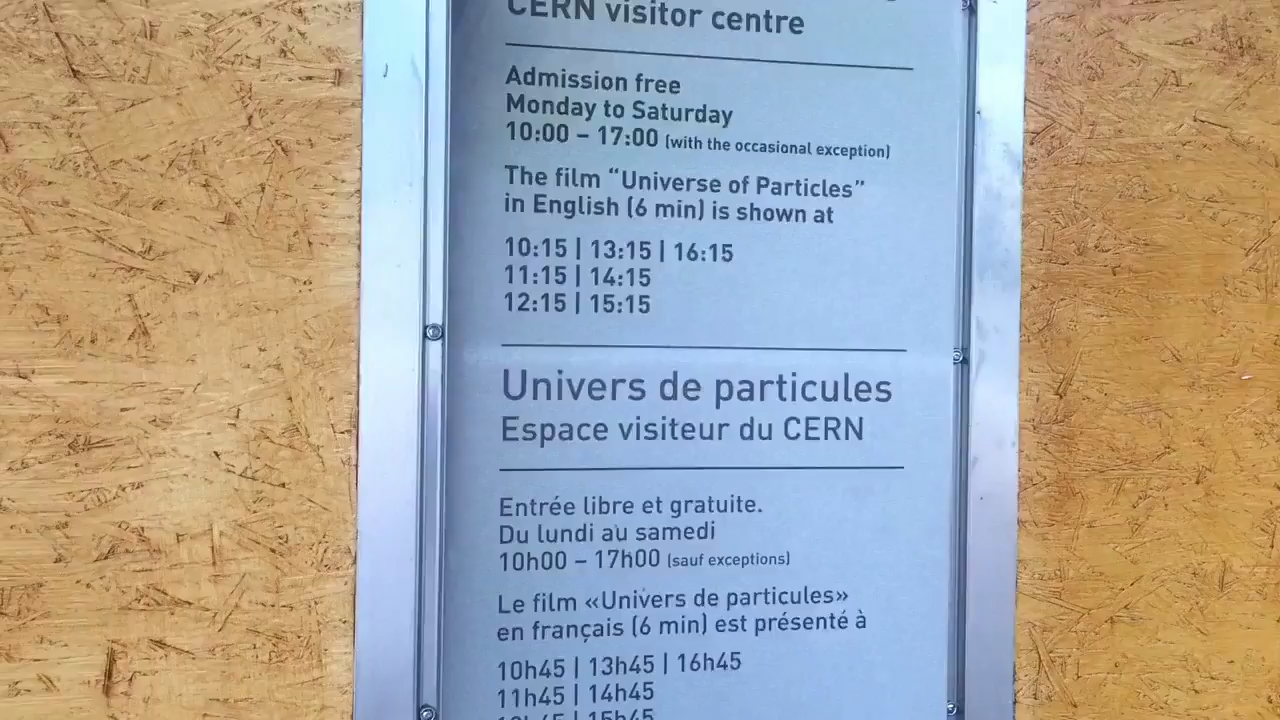 CERN visitor centre
Admission free
Monday to Saturday
10:00 – 17:00 (with the occasional exception)
The film “Universe of Particles”
in English (6 min) is shown at
10:15 | 13:15 | 16:15
11:15 | 14:15
12:15 | 15:15
Univers de particules
Espace visiteur du CERN
Entrée libre et gratuite.
Du lundi au samedi
10h00 – 17h00 (sauf exceptions)
Le film «Univers de particules»
en français (6 min) est présenté à
10h45 | 13h45 | 16h45
11h45 | 14h45
12h45 | 15h45